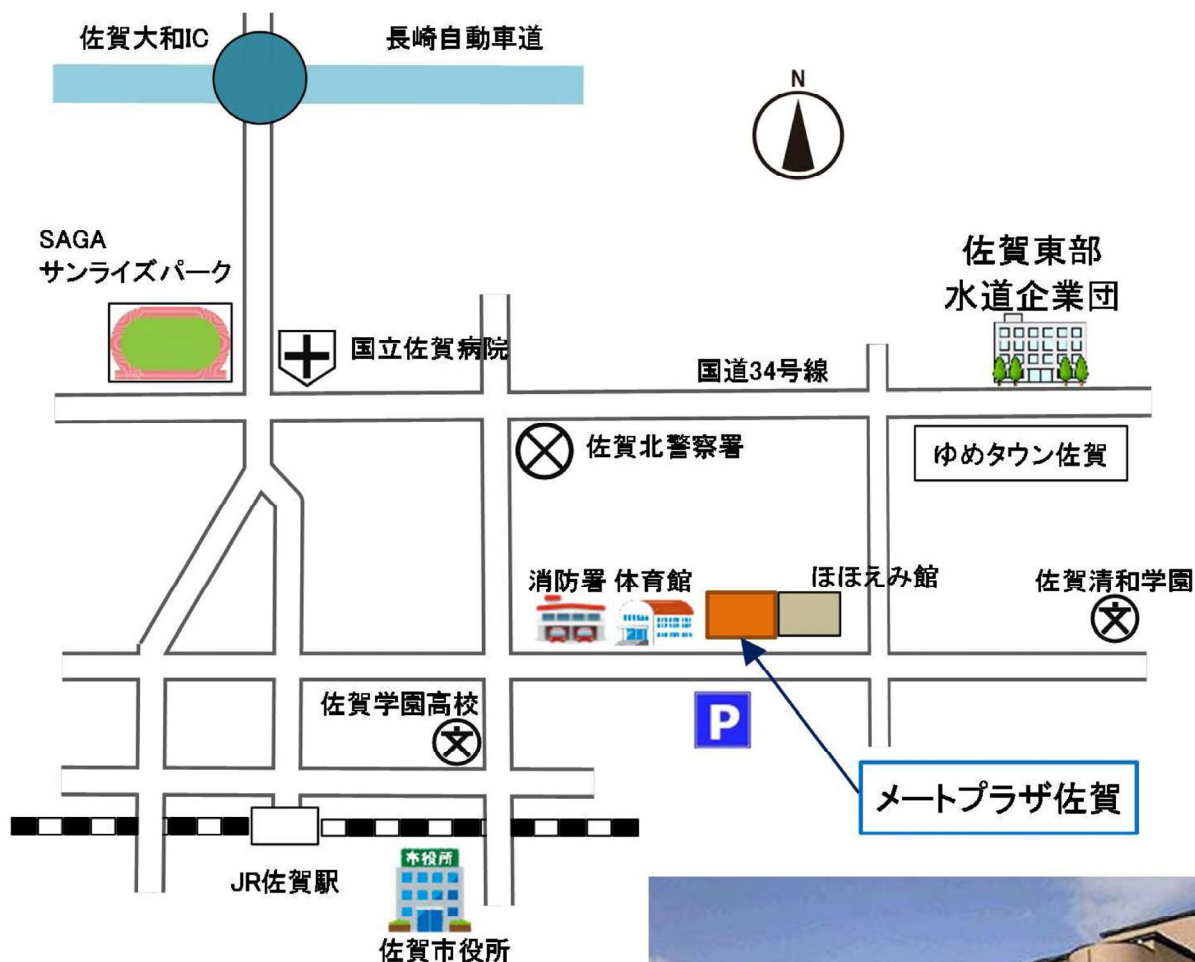 佐賀大和IC
長崎自動車道
N
SAGA
サンライズパーク
佐賀東部
水道企業団
国立佐賀病院
国道34号線
佐賀北警察署
ゆめタウン佐賀
消防署 体育館
ほほえみ館
佐賀清和学園
文
佐賀学園高校
文
P
メートプラザ佐賀
市役所
JR佐賀駅
佐賀市役所